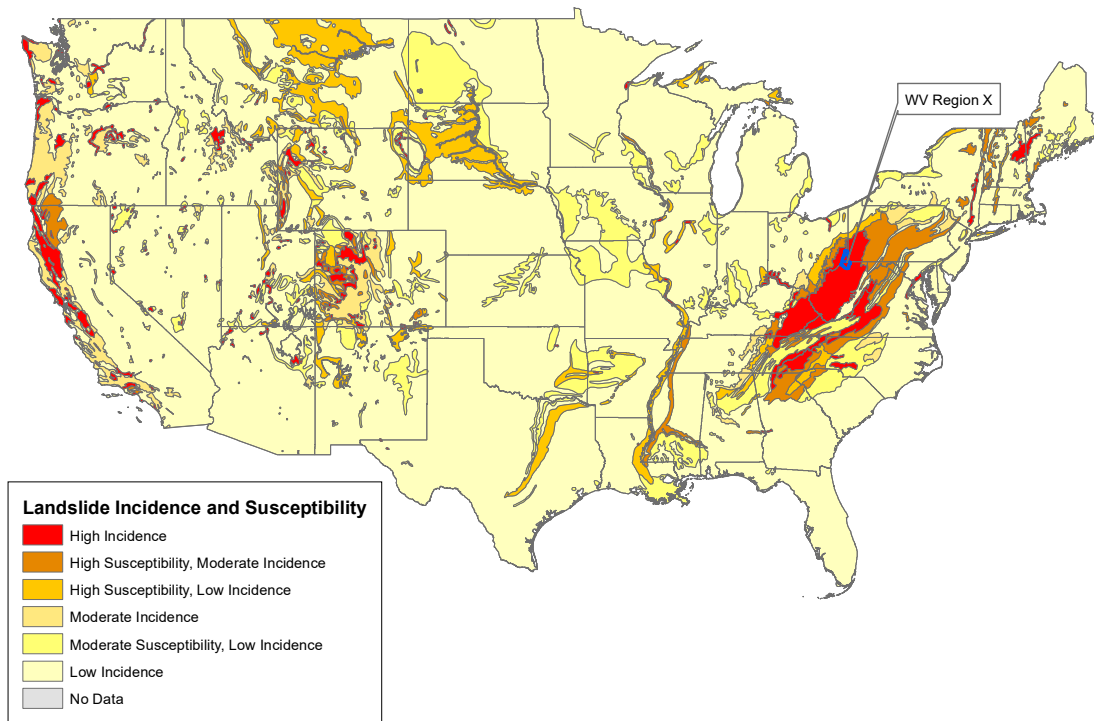 WV Region X
Landslide Incidence and Susceptibility
High Incidence
High Susceptibility, Moderate Incidence
High Susceptibility, Low Incidence
Moderate Incidence
Moderate Susceptibility, Low Incidence
Low Incidence
No Data